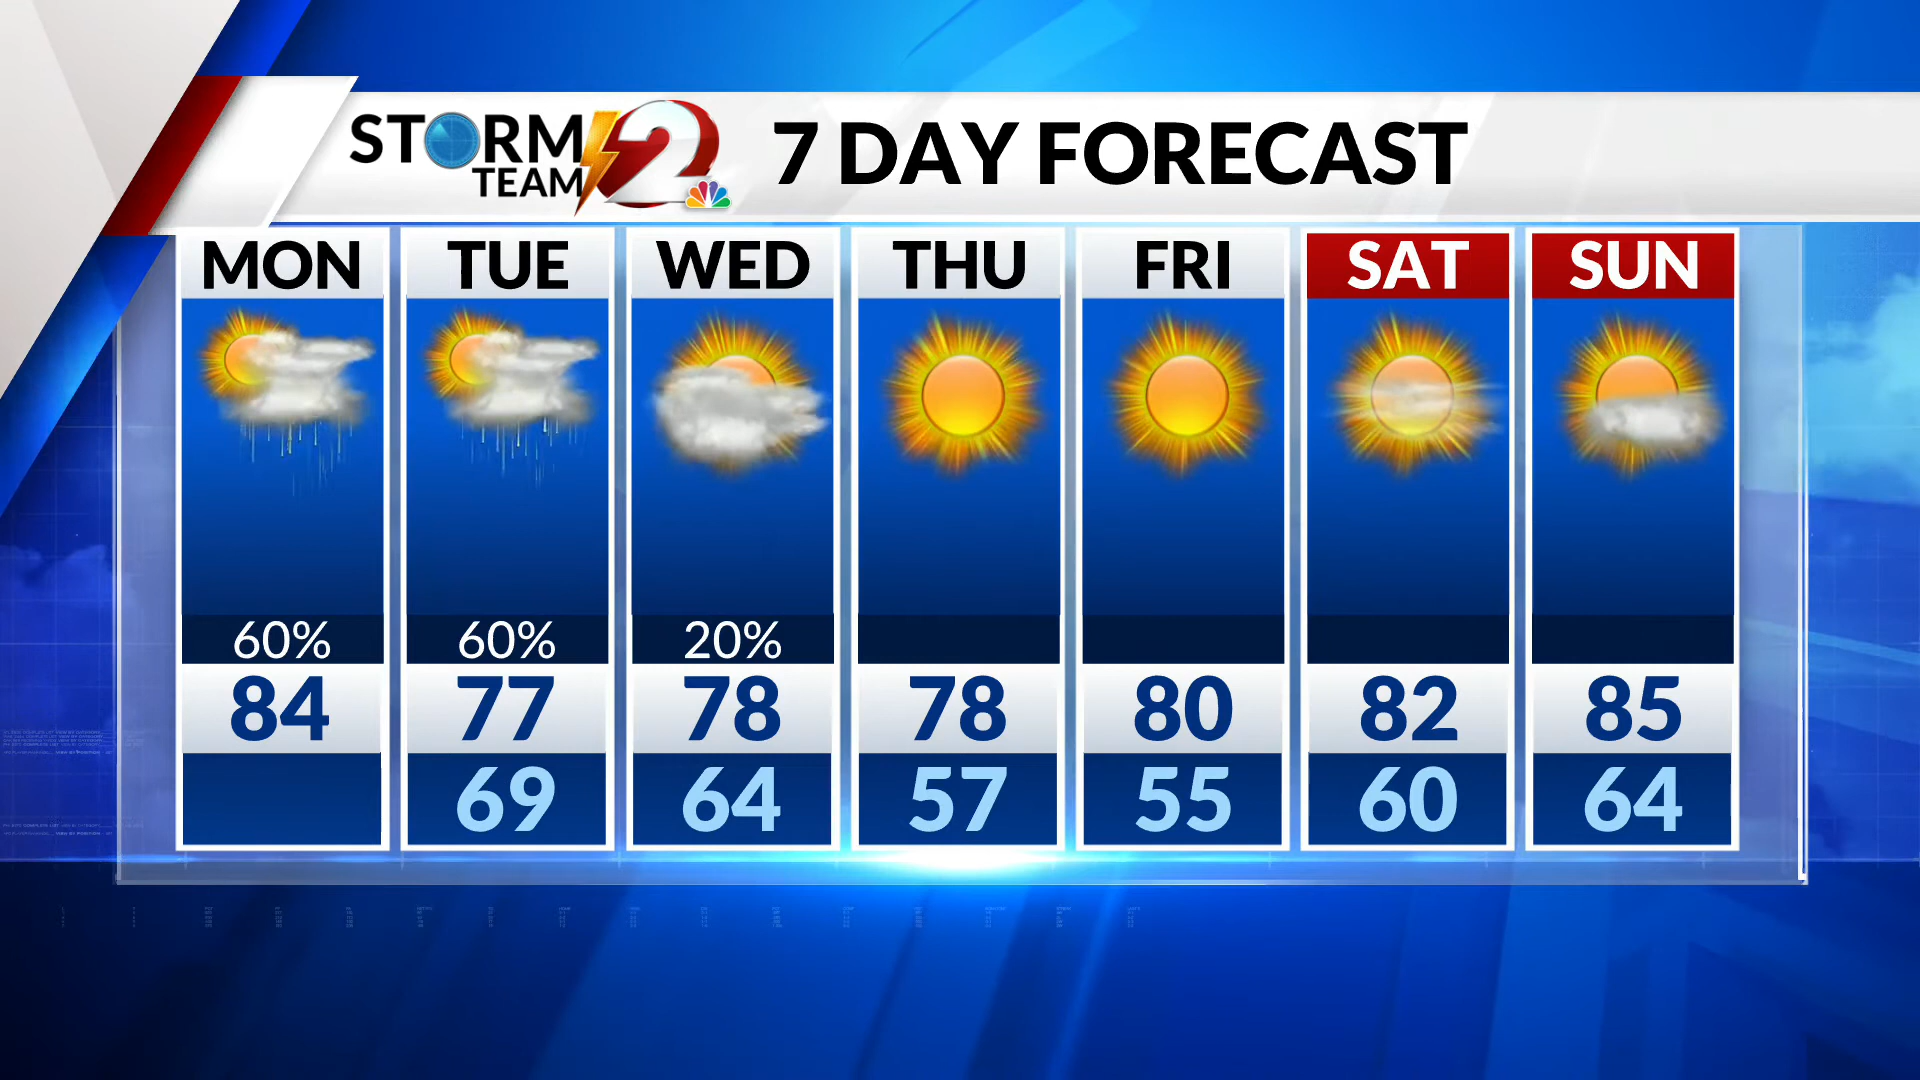 STORM
TEAM 2
7 DAY FORECAST
MON TUE WED THU FRI SAT SUN
60% 60% 20%
84 77 78 78 80 82 85
69 64 57 55 60 64